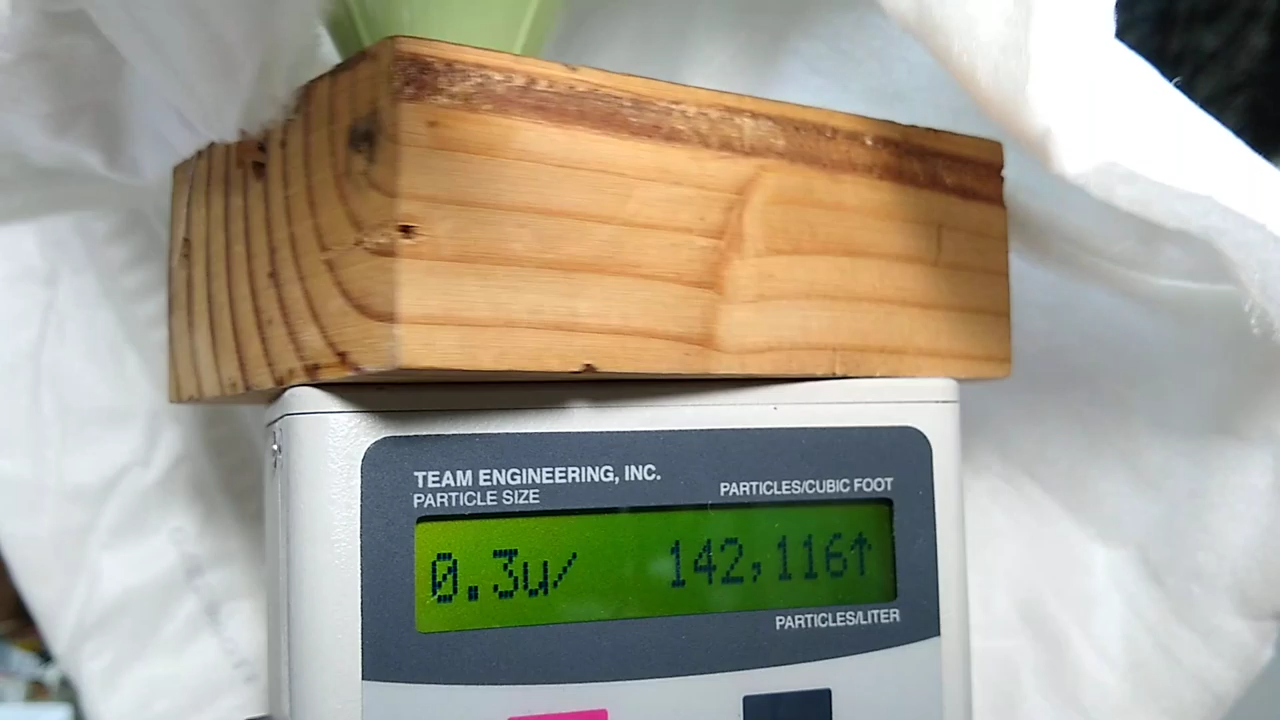 TEAM ENGINEERING, INC.
PARTICLE SIZE
PARTICLES/CUBIC FOOT
0.3u/ 142,116↑
PARTICLES/LITER